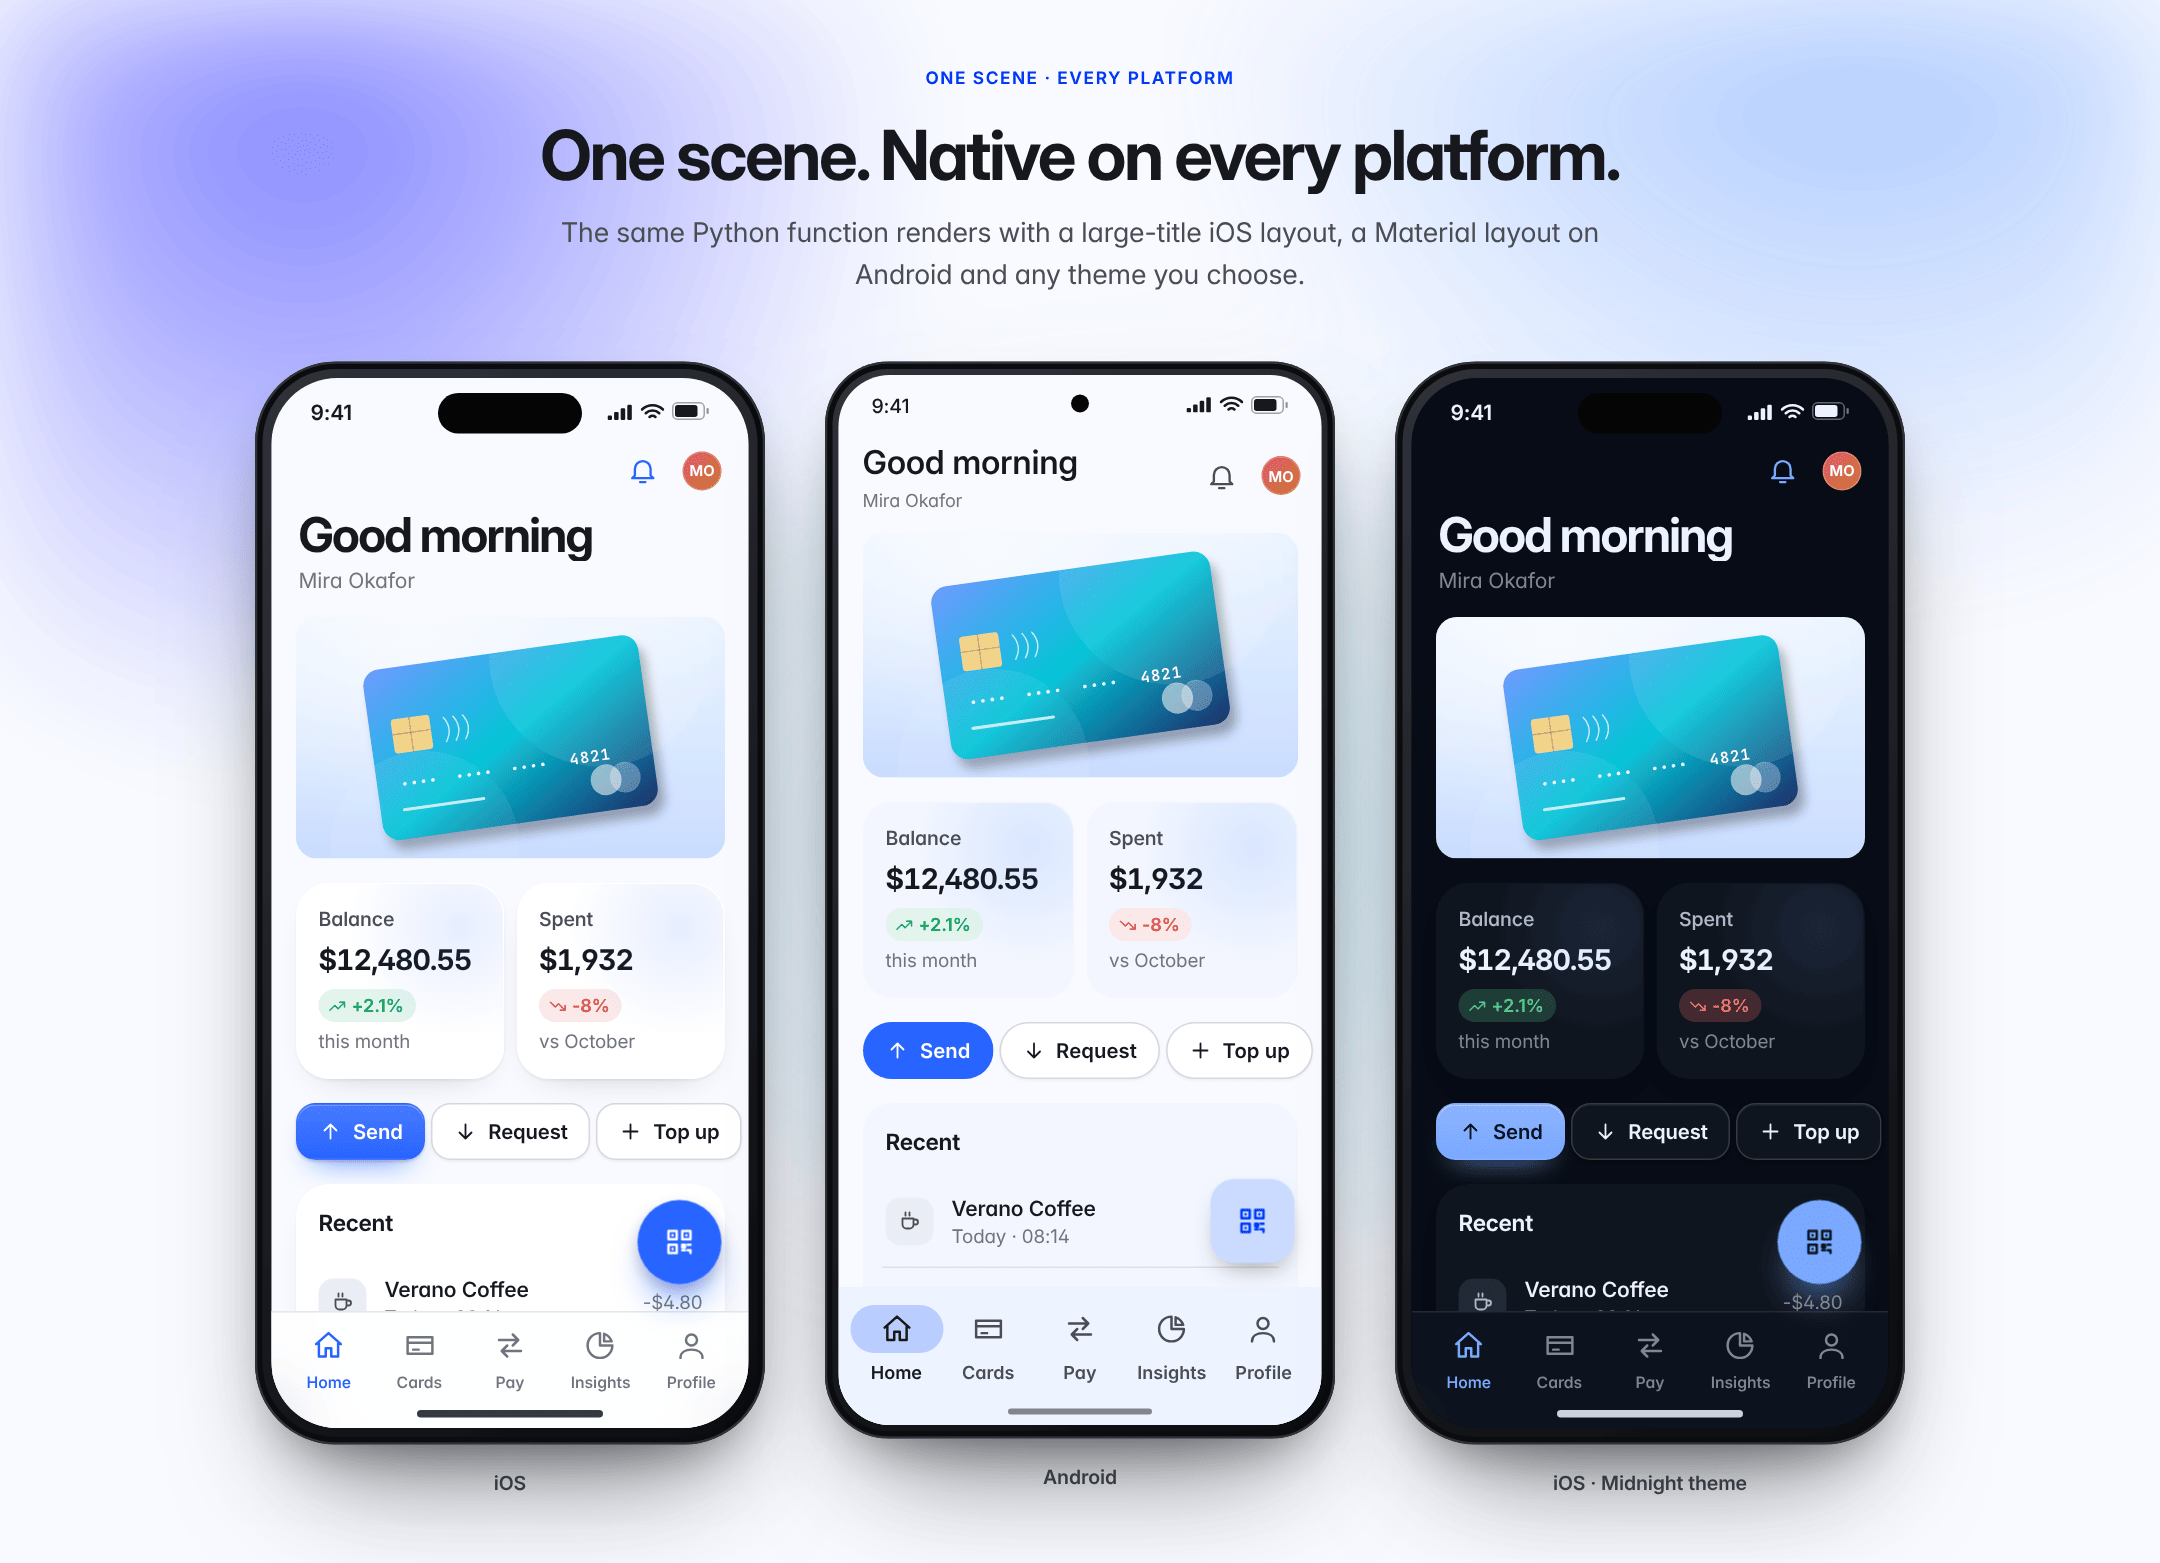 ONE SCENE · EVERY PLATFORM
One scene. Native on every platform.
The same Python function renders with a large-title iOS layout, a Material layout on
Android and any theme you choose.
9:41
MO
Good morning
Mira Okafor
4821
Balance
$12,480.55
+2.1%
this month
Spent
$1,932
-8%
vs October
Send
Request
Top up
Recent
Verano Coffee
-$4.80
Home
Cards
Pay
Insights
Profile
iOS
9:41
Good morning
Mira Okafor
MO
4821
Balance
$12,480.55
+2.1%
this month
Spent
$1,932
-8%
vs October
Send
Request
Top up
Recent
Verano Coffee
Today · 08:14
Home
Cards
Pay
Insights
Profile
Android
9:41
MO
Good morning
Mira Okafor
4821
Balance
$12,480.55
+2.1%
this month
Spent
$1,932
-8%
vs October
Send
Request
Top up
Recent
Verano Coffee
-$4.80
Home
Cards
Pay
Insights
Profile
iOS · Midnight theme